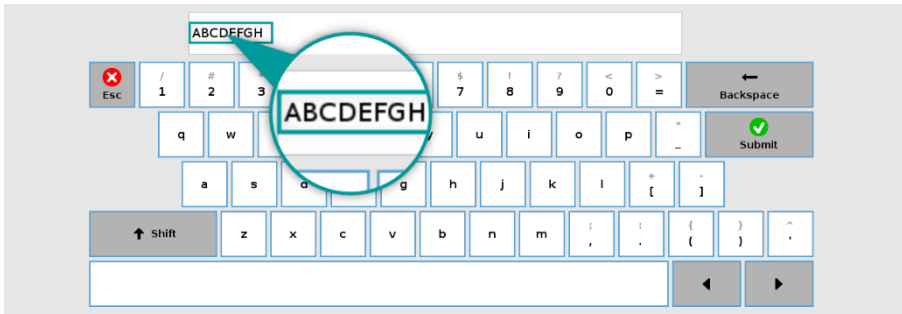 ABCDEFGH
ABCDEFGH
/ # $ ! ? < >
Esc 1 2 3 7 8 9 0 = Backspace
q w y u i o p " _ Submit
a s d g h j k l + [ - ]
Shift z x c v b n m ; , : . { ( } ) ^ '